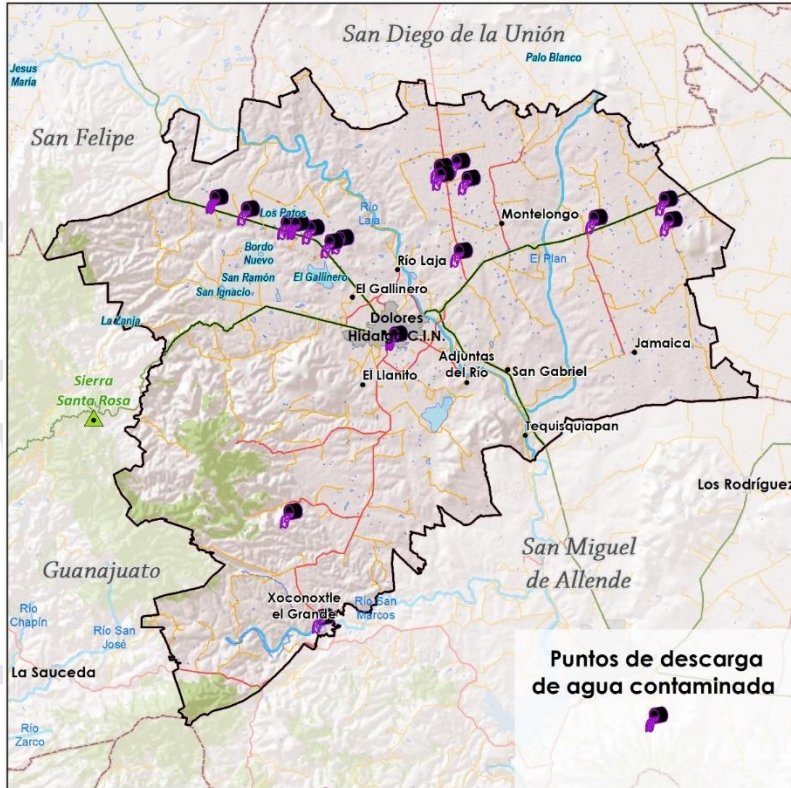 San Diego de la Unión
Jesus
María
Palo Blanco
San Felipe
Los Patos
Río
Laja
Montelongo
Bordo
Nuevo
El Plan
San Ramón
El Gallinero
Río Laja
San Ignacio
El Gallinero
La Zanja
Dolores
Hidalgo C.I.N.
Jamaica
Adjuntas
del Río
San Gabriel
Sierra
Santa Rosa
El Llanito
Tequisquiapan
Los Rodríguez
San Miguel
de Allende
Guanajuato
Xoconoxtle
el Grande
Río San
Marcos
Río
Chapín
Río San
José
La Sauceda
Río
Zarco
Puntos de descarga
de agua contaminada